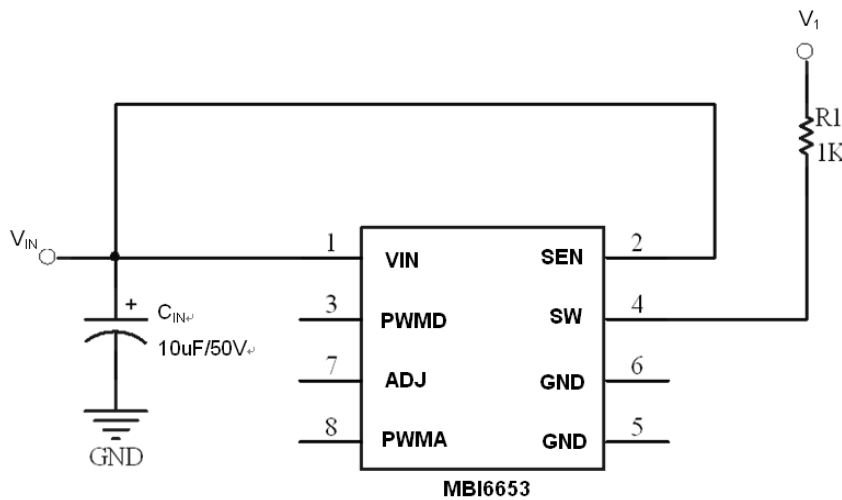 V1
R1
1K
VIN
1
VIN
SEN
2
+
CIN↵
10uF/50V↵
3
PWMD
SW
4
7
ADJ
GND
6
8
PWMA
GND
5
GND
MBI6653